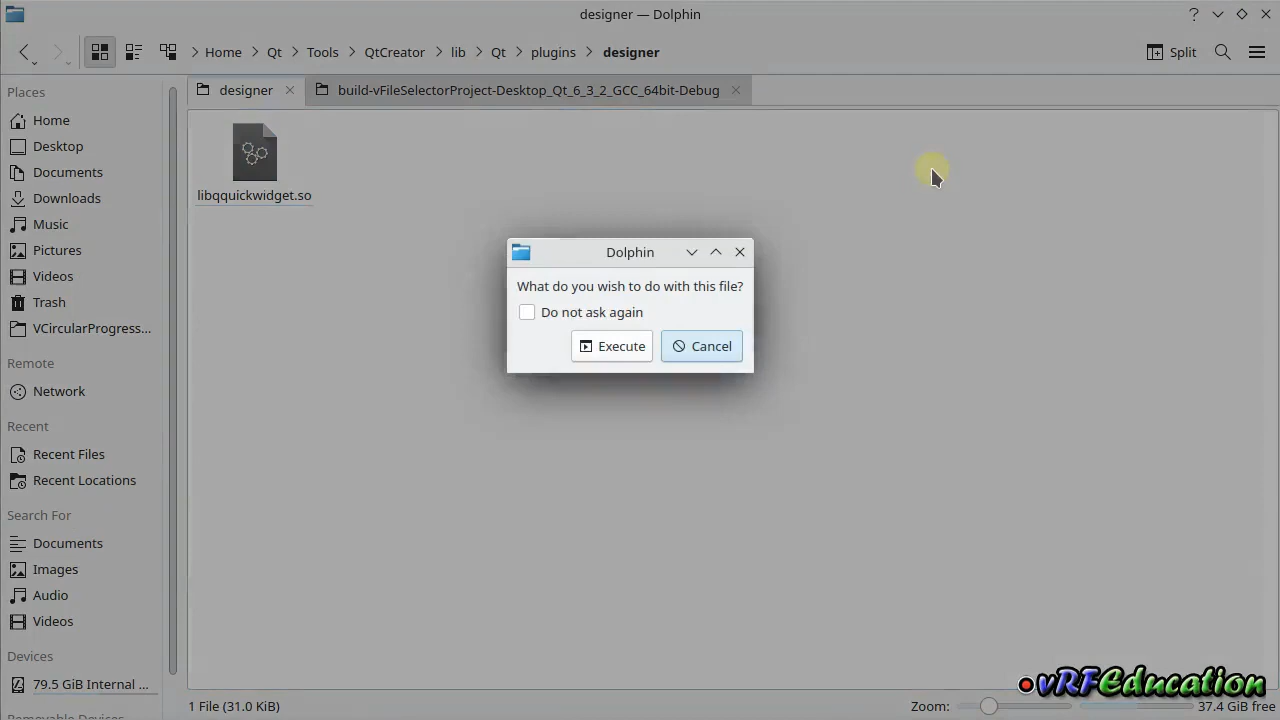 designer — Dolphin
Home
Qt
Tools
QtCreator
lib
Qt
plugins
designer
Split
Places
Home
Desktop
Documents
Downloads
Music
Pictures
Videos
Trash
VCircularProgress...
Remote
Network
Recent
Recent Files
Recent Locations
Search For
Documents
Images
Audio
Videos
Devices
79.5 GiB Internal ...
Removable Devices
designer
build-vFileSelectorProject-Desktop_Qt_6_3_2_GCC_64bit-Debug
libqquickwidget.so
Dolphin
What do you wish to do with this file?
Do not ask again
Execute
Cancel
1 File (31.0 KiB)
Zoom:
37.4 GiB free
vRFEducation